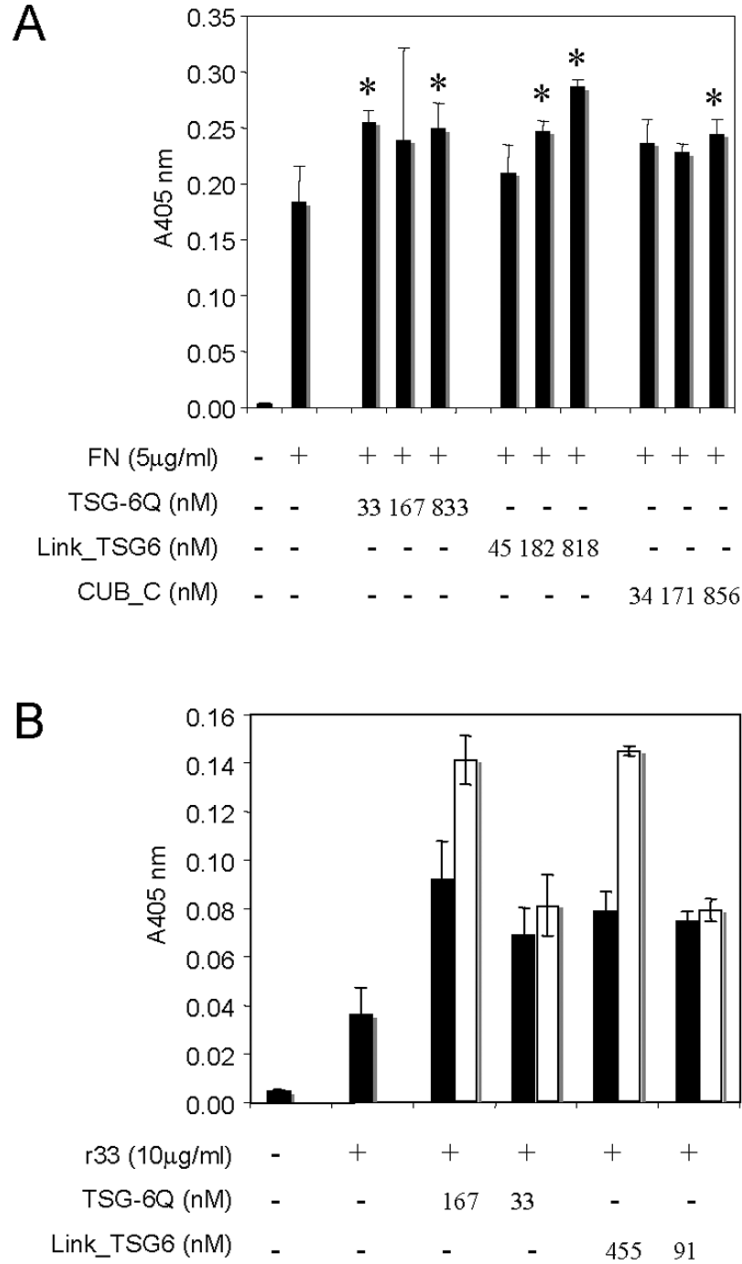 A
0.35
0.30
0.25
0.20
0.15
0.10
0.05
0.00
A405 nm
* * * * *
FN (5µg/ml) - + + + + + + + + + +
TSG-6Q (nM) - - 33 167 833 - - - - - -
Link_TSG6 (nM) - - - - - 45 182 818 - - -
CUB_C (nM) - - - - - - - - 34 171 856
B
0.16
0.14
0.12
0.10
0.08
0.06
0.04
0.02
0.00
A405 nm
r33 (10µg/ml) - + + + + +
TSG-6Q (nM) - - 167 33 - -
Link_TSG6 (nM) - - - - 455 91